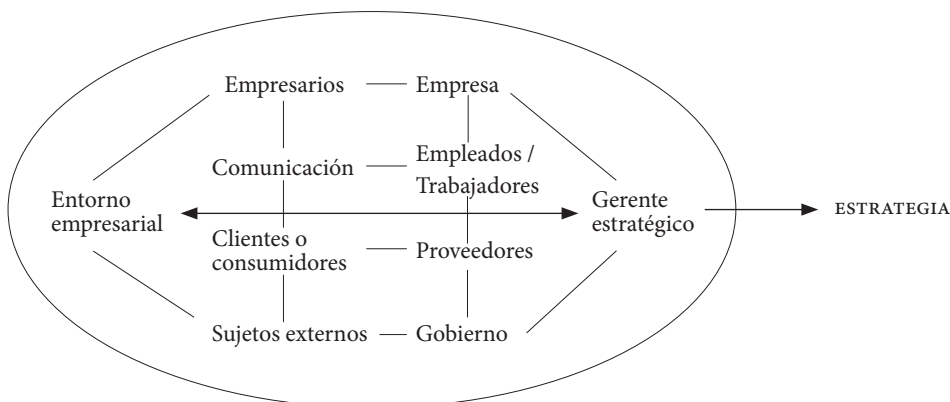 Empresarios
Empresa
Comunicación
Empleados /
Trabajadores
Entorno
empresarial
Gerente
estratégico
ESTRATEGIA
Clientes o
consumidores
Proveedores
Sujetos externos
Gobierno